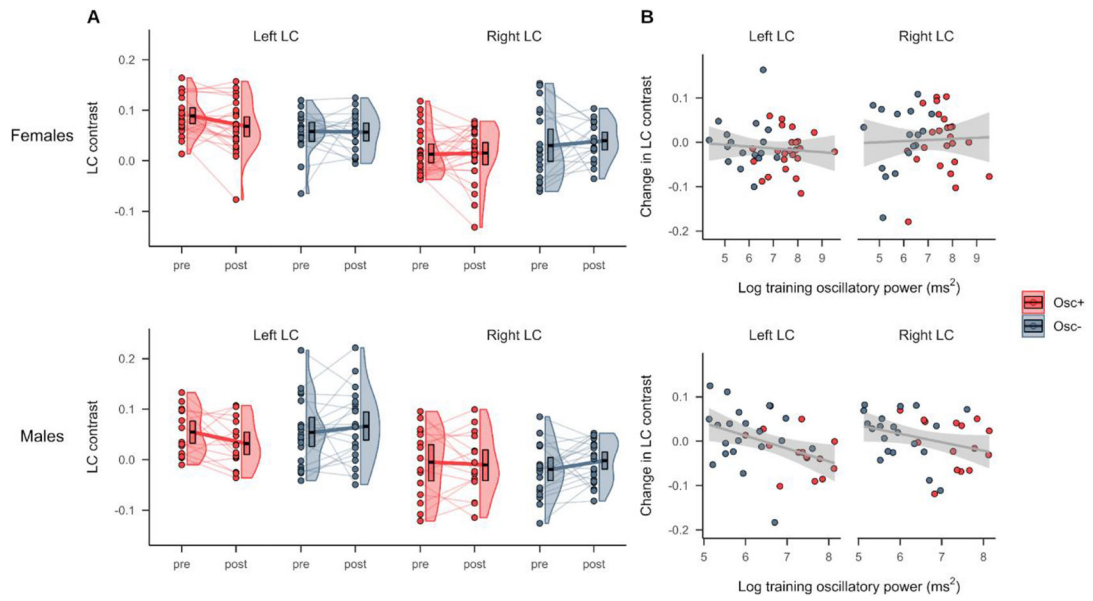 A
B
Left LC
Right LC
Left LC
Right LC
Females
LC contrast
0.2
0.1
0.0
-0.1
pre
post
pre
post
pre
post
pre
post
Change in LC contrast
0.1
0.0
-0.1
-0.2
5
6
7
8
9
5
6
7
8
9
Log training oscillatory power (ms²)
Osc+
Osc-
Left LC
Right LC
Left LC
Right LC
Males
LC contrast
0.2
0.1
0.0
-0.1
pre
post
pre
post
pre
post
pre
post
Change in LC contrast
0.1
0.0
-0.1
-0.2
5
6
7
8
5
6
7
8
Log training oscillatory power (ms²)